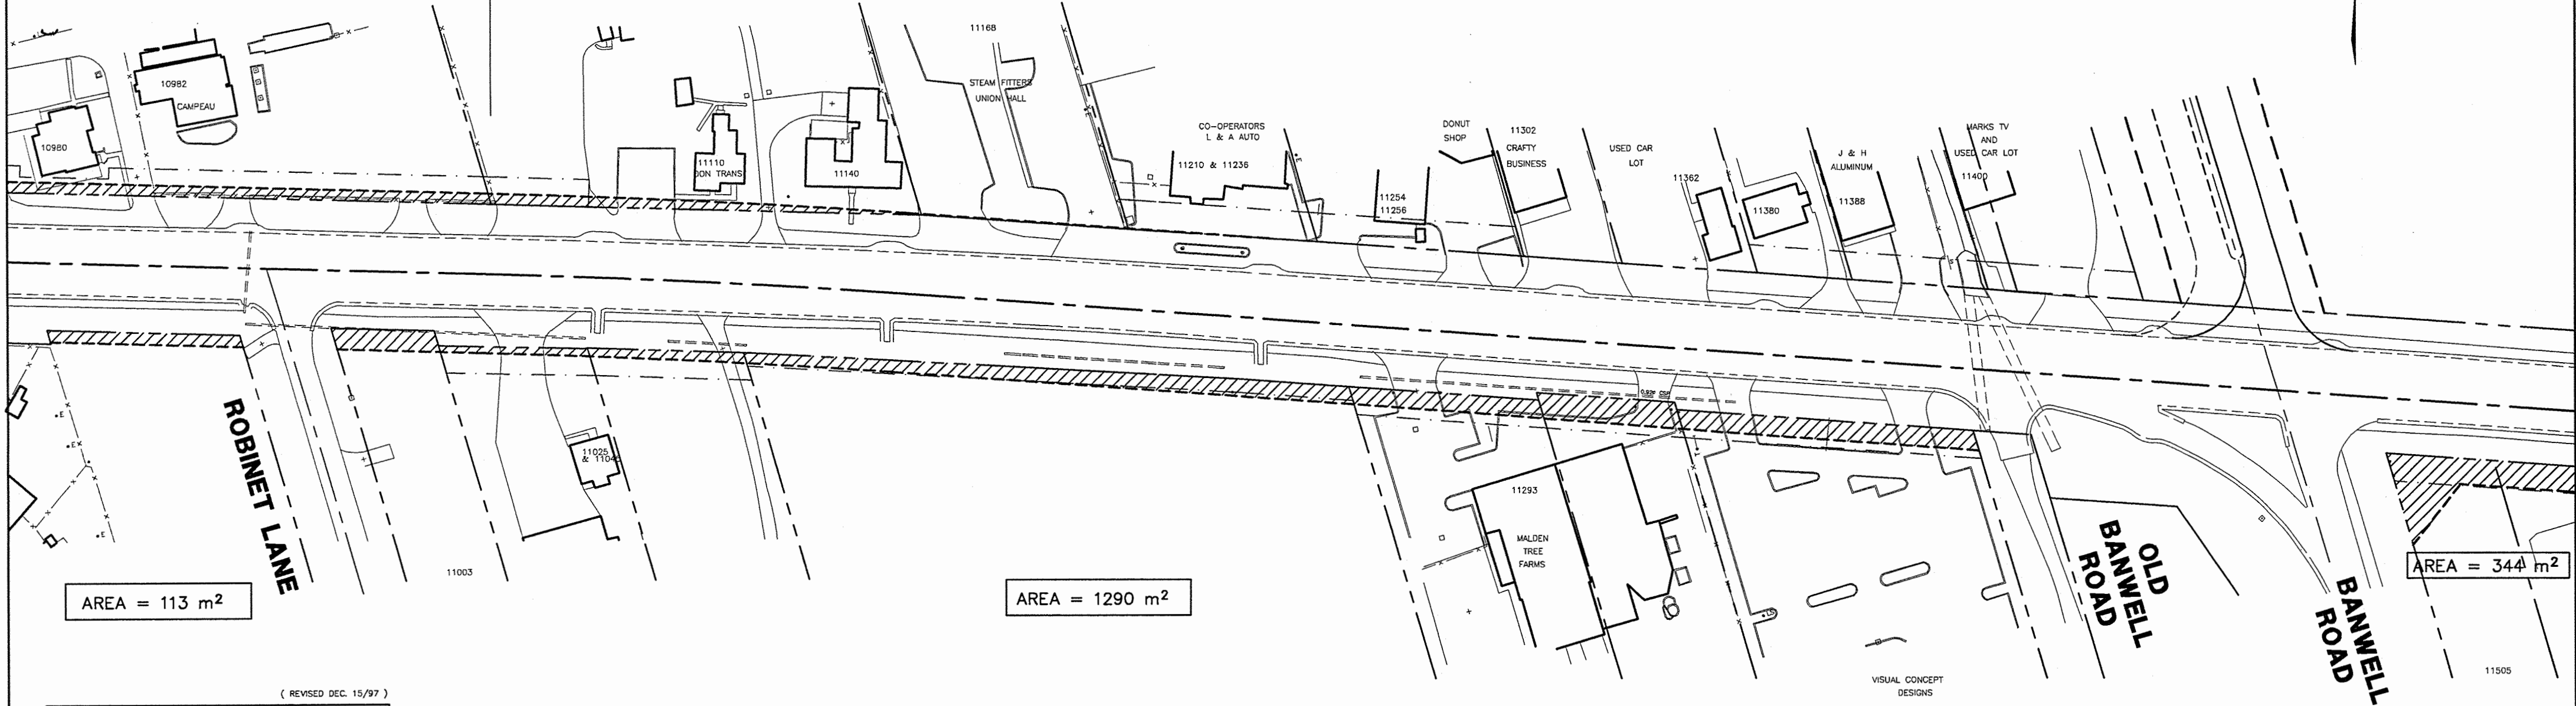 11168
10982
CAMPEAU
STEAM FITTERS
UNION HALL
10980
11110
DON TRANS
11140
CO-OPERATORS
L & A AUTO
11210 & 11236
DONUT
SHOP
11302
CRAFTY
BUSINESS
11254
11256
USED CAR
LOT
11362
11380
J & H
ALUMINUM
11388
MARKS TV
AND
USED CAR LOT
11400
ROBINET LANE
11025
11003
11293
MALDEN
TREE
FARMS
OLD
BANWELL
ROAD
BANWELL
ROAD
AREA = 113 m²
AREA = 1290 m²
AREA = 344 m²
11505
VISUAL CONCEPT
DESIGNS
( REVISED DEC. 15/97 )